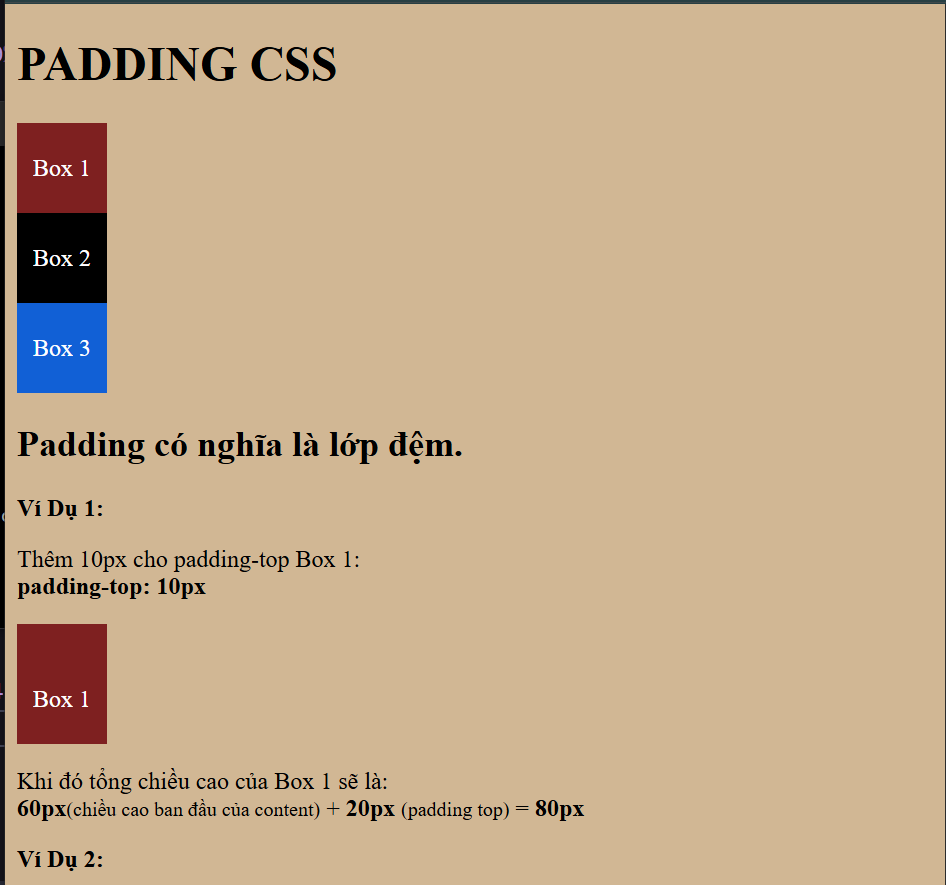 PADDING CSS
Box 1
Box 2
Box 3
Padding có nghĩa là lớp đệm.
Ví Dụ 1:
Thêm 10px cho padding-top Box 1:
padding-top: 10px
Box 1
Khi đó tổng chiều cao của Box 1 sẽ là:
60px(chiều cao ban đầu của content) + 20px (padding top) = 80px
Ví Dụ 2: